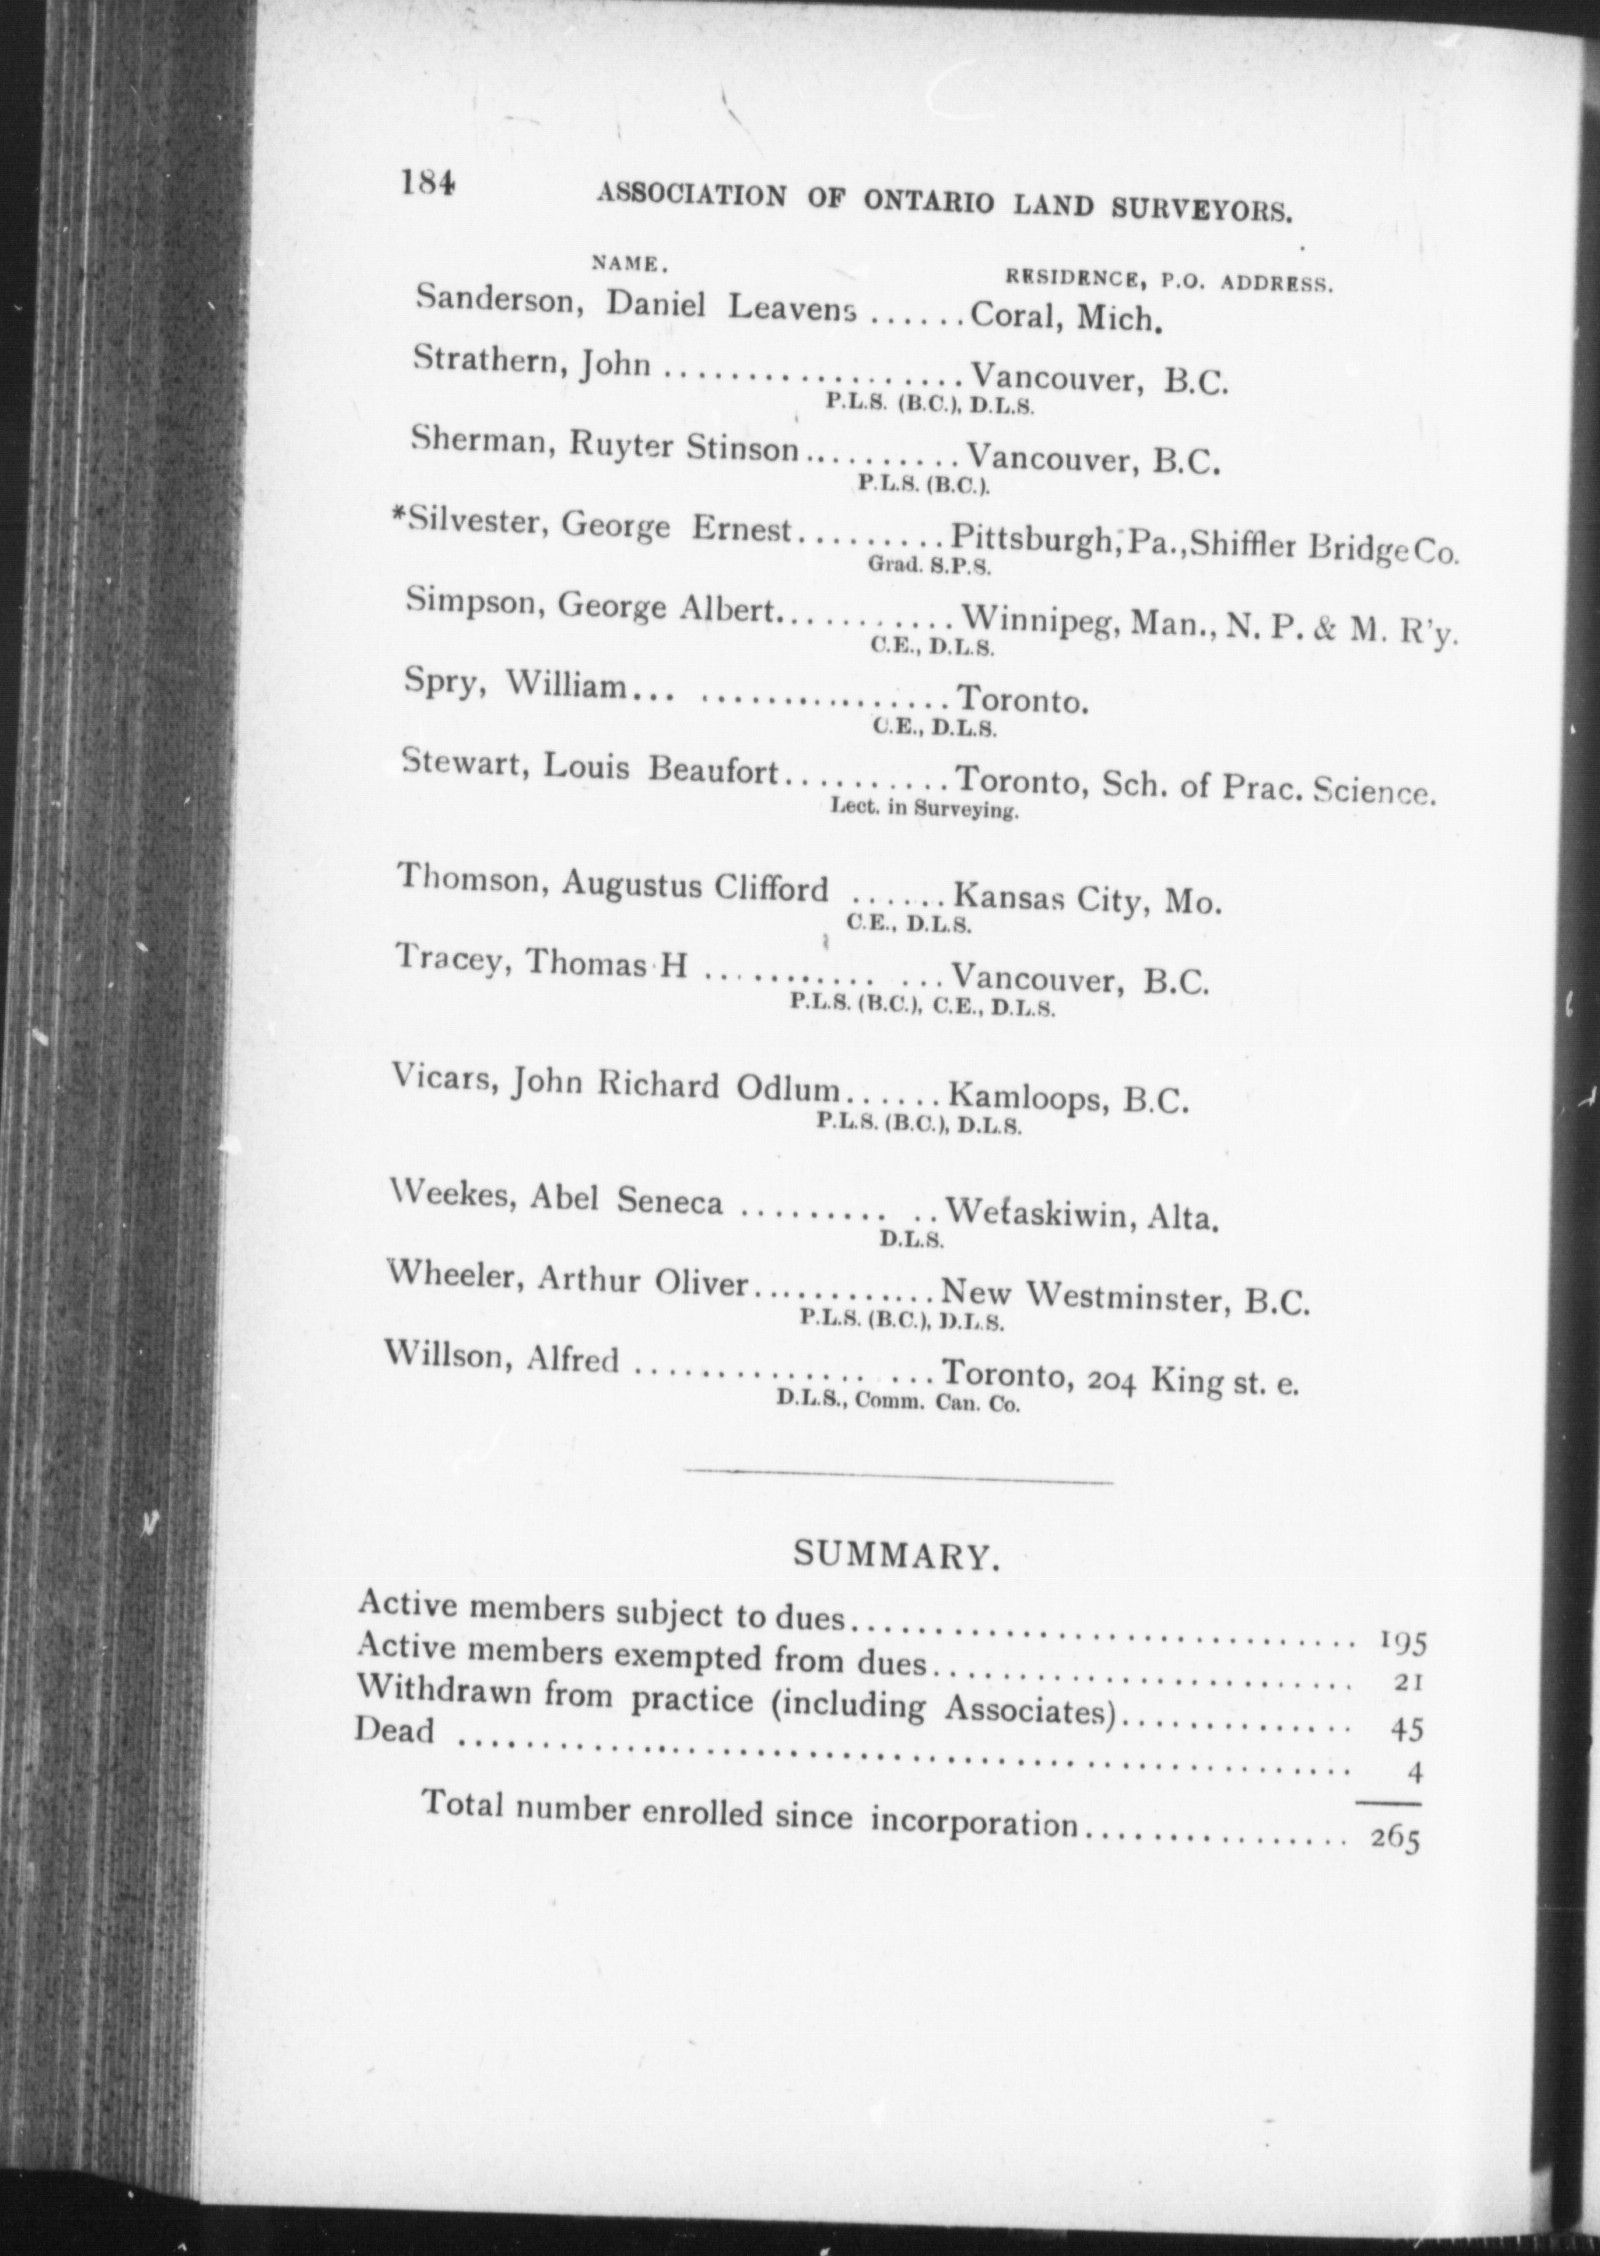 184 ASSOCIATION OF ONTARIO LAND SURVEYORS.
NAME. RESIDENCE, P.O. ADDRESS.
Sanderson, Daniel Leavens ......Coral, Mich.
Strathern, John ..................Vancouver, B.C.
P.L.S. (B.C.), D.L.S.
Sherman, Ruyter Stinson..........Vancouver, B.C.
P.L.S. (B.C.).
*Silvester, George Ernest.........Pittsburgh, Pa., Shiffler Bridge Co.
Grad. S.P.S.
Simpson, George Albert...........Winnipeg, Man., N. P. & M. R'y.
C.E., D.L.S.
Spry, William... ...............Toronto.
C.E., D.L.S.
Stewart, Louis Beaufort..........Toronto, Sch. of Prac. Science.
Lect. in Surveying.
Thomson, Augustus Clifford ......Kansas City, Mo.
C.E., D.L.S.
Tracey, Thomas H ........... ...Vancouver, B.C.
P.L.S. (B.C.), C.E., D.L.S.
Vicars, John Richard Odlum......Kamloops, B.C.
P.L.S. (B.C.), D.L.S.
Weekes, Abel Seneca ......... ..Wetaskiwin, Alta.
D.L.S.
Wheeler, Arthur Oliver............New Westminster, B.C.
P.L.S. (B.C.), D.L.S.
Willson, Alfred .............. ...Toronto, 204 King st. e.
D.L.S., Comm. Can. Co.
SUMMARY.
Active members subject to dues.............................. 195
Active members exempted from dues......................... 21
Withdrawn from practice (including Associates).............. 45
Dead ..................................................... 4
Total number enrolled since incorporation................ 265